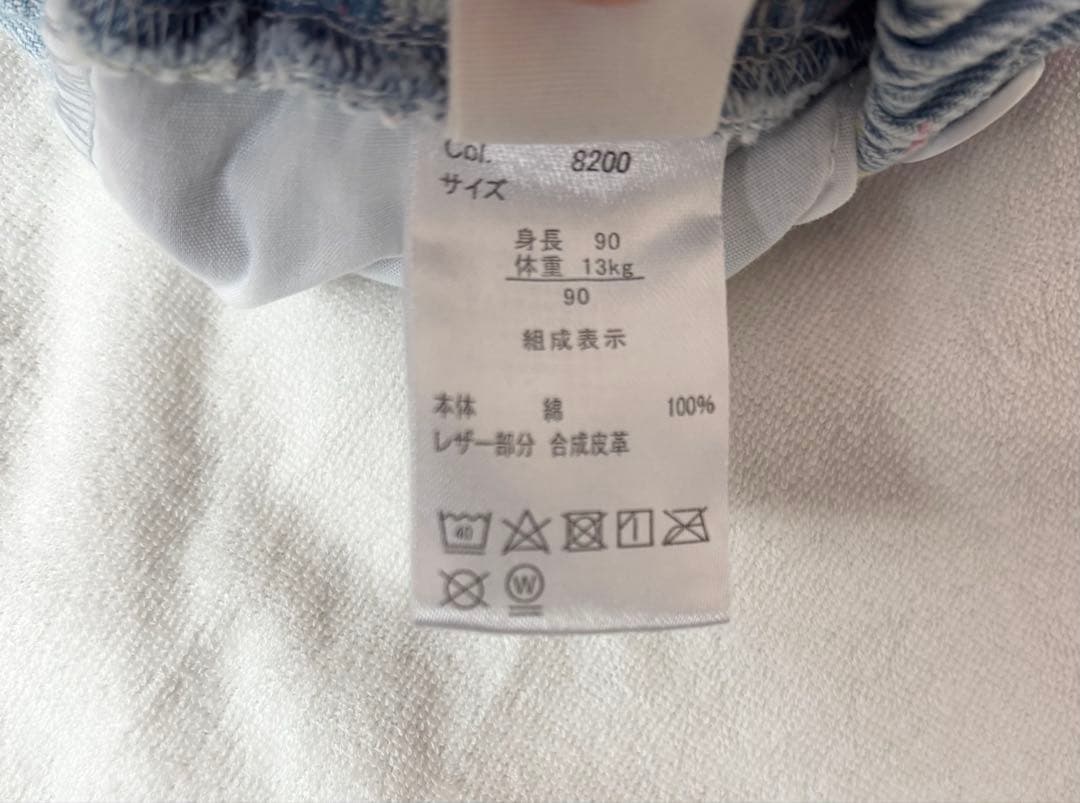 Col. 8200
サイズ
身長 90
体重 13kg
90
組成表示
本体 綿 100%
レザー部分 合成皮革
40
W